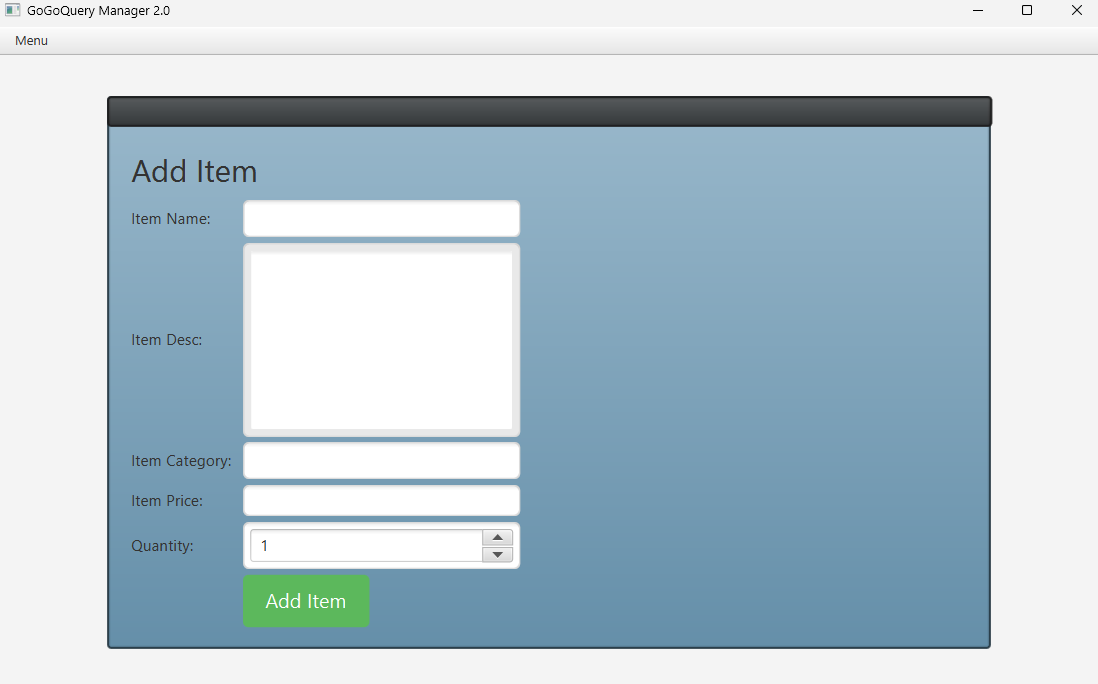 GoGoQuery Manager 2.0
Menu
Add Item
Item Name:
Item Desc:
Item Category:
Item Price:
Quantity:
1
Add Item